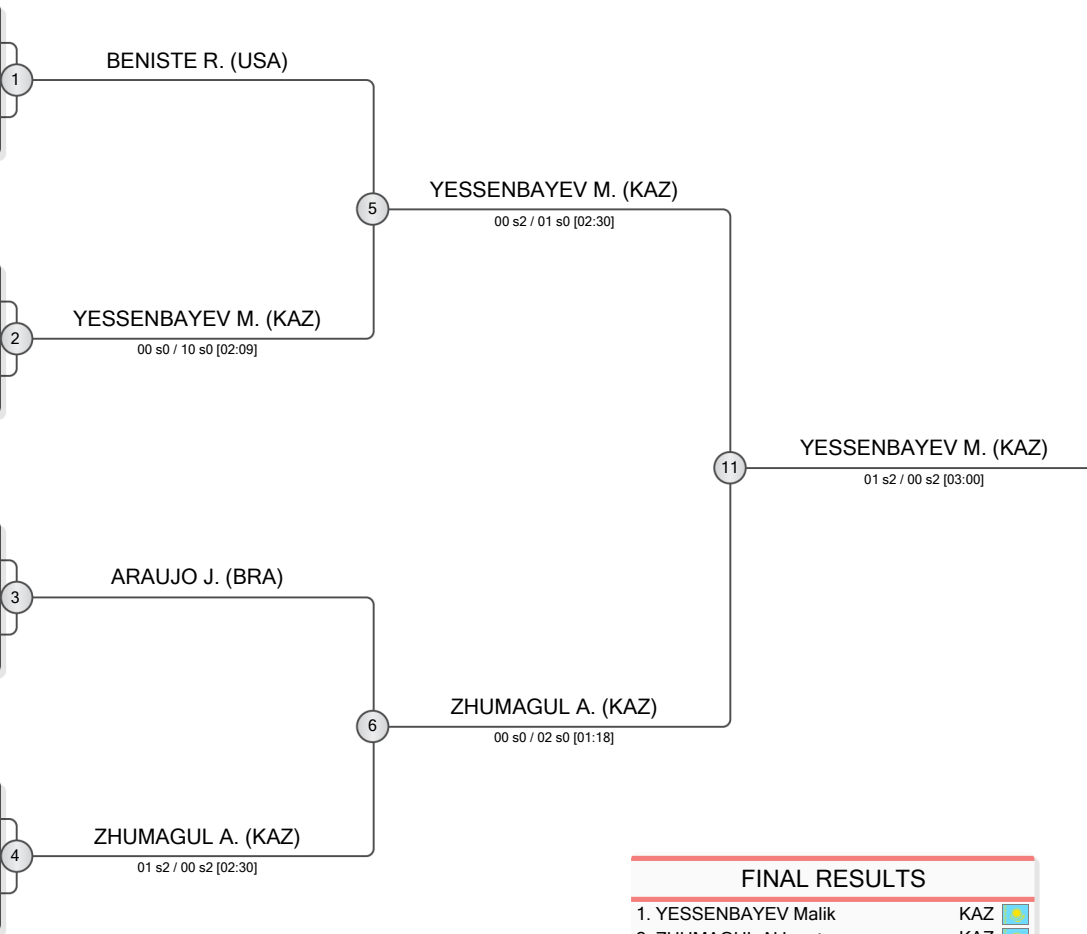 BENISTE R. (USA)
1
YESSENBAYEV M. (KAZ)
5
00 s2 / 01 s0 [02:30]
YESSENBAYEV M. (KAZ)
2
00 s0 / 10 s0 [02:09]
YESSENBAYEV M. (KAZ)
11
01 s2 / 00 s2 [03:00]
ARAUJO J. (BRA)
3
ZHUMAGUL A. (KAZ)
6
00 s0 / 02 s0 [01:18]
ZHUMAGUL A. (KAZ)
4
01 s2 / 00 s2 [02:30]
FINAL RESULTS
1. YESSENBAYEV Malik KAZ
2. ZHUMAGUL KAZ